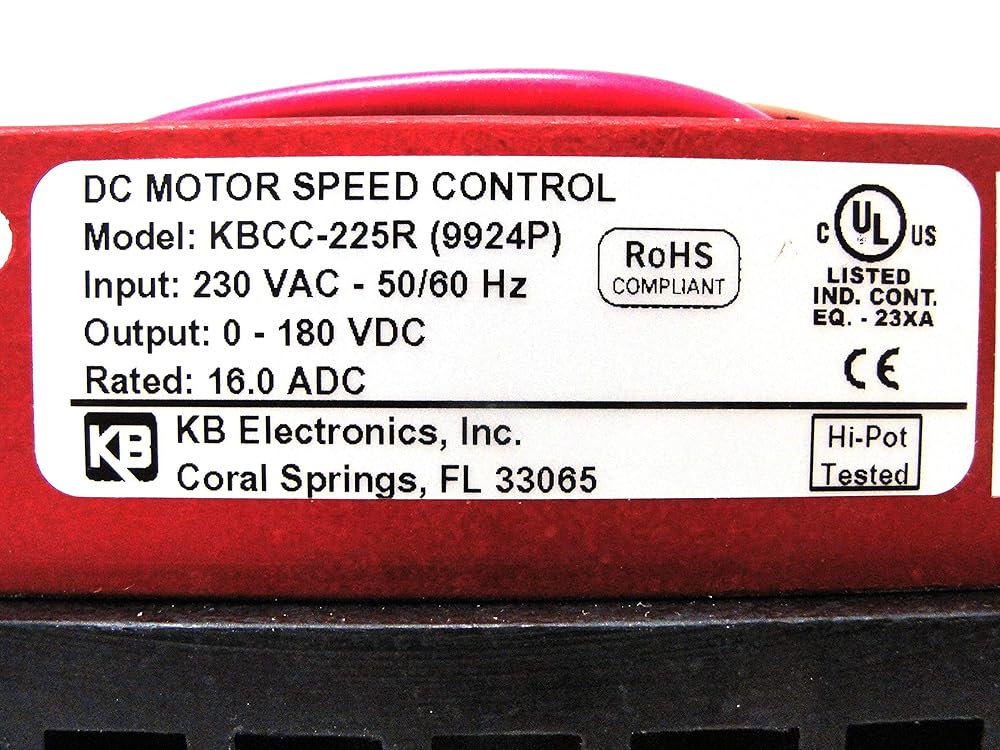 DC MOTOR SPEED CONTROL
Model: KBCC-225R (9924P)
Input: 230 VAC - 50/60 Hz
Output: 0 - 180 VDC
Rated: 16.0 ADC
RoHS
COMPLIANT
C UL US
LISTED
IND. CONT.
EQ. - 23XA
CE
KB
KB Electronics, Inc.
Coral Springs, FL 33065
Hi-Pot
Tested